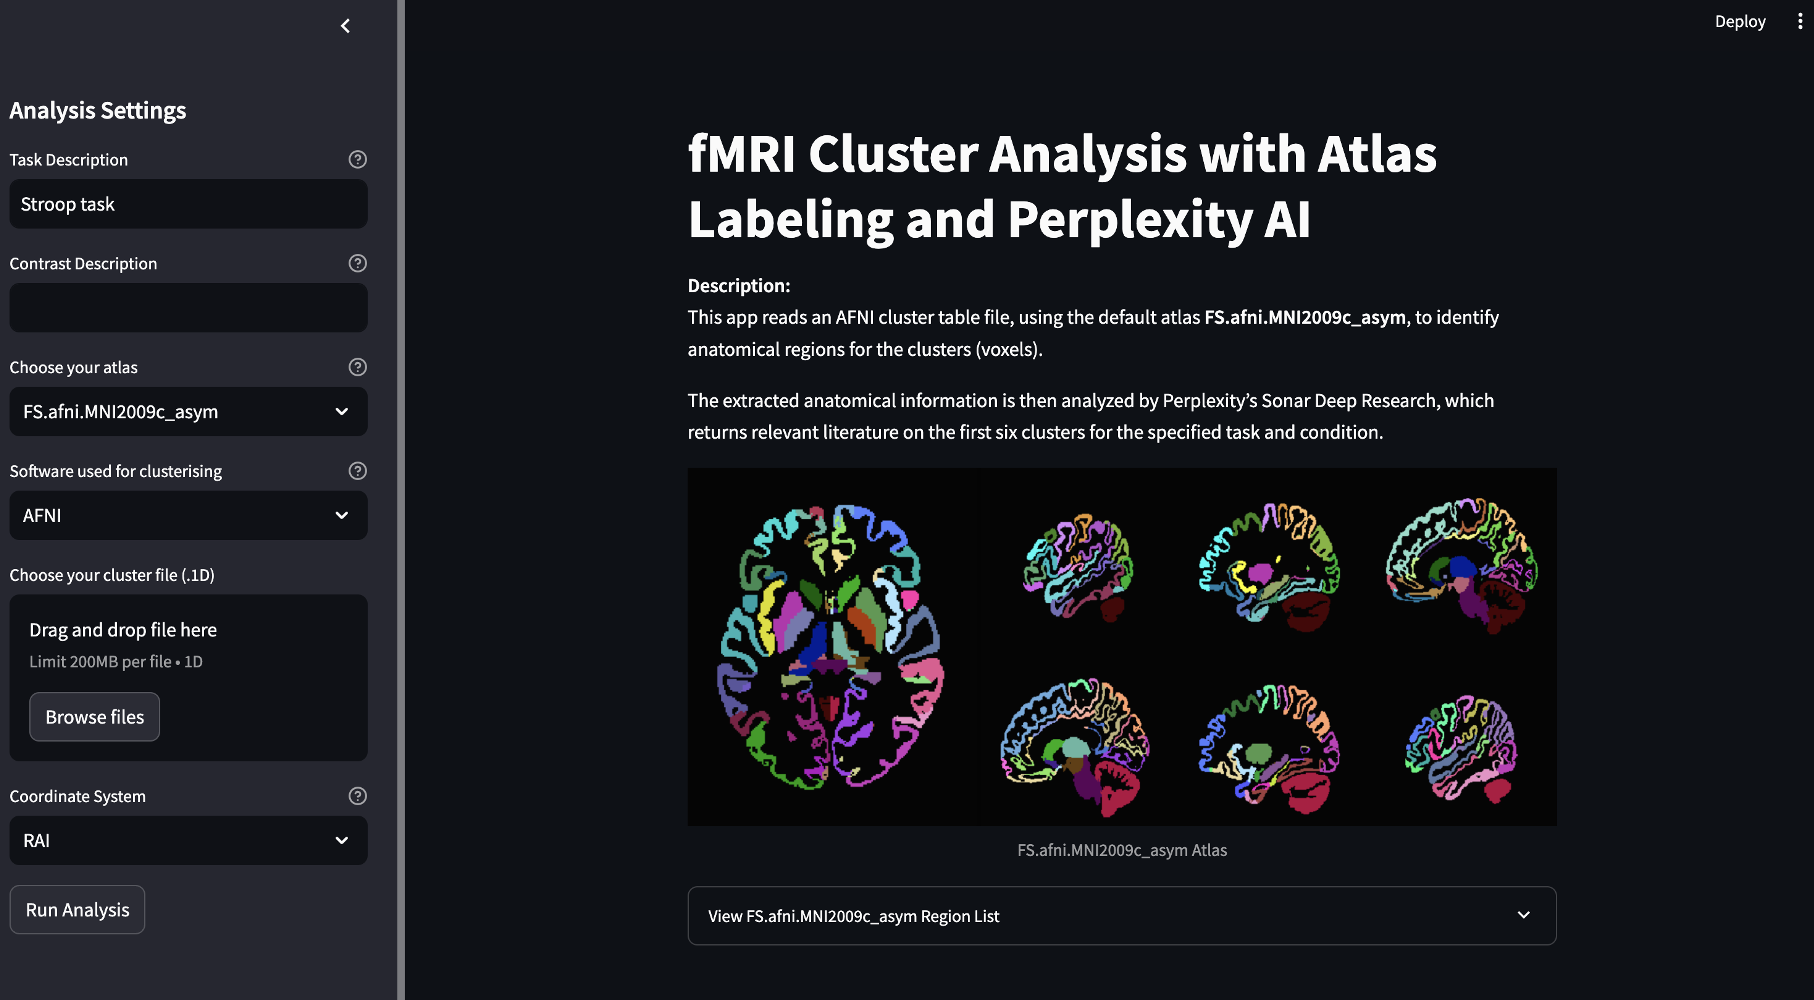 Deploy
Analysis Settings
Task Description
Stroop task
Contrast Description
Choose your atlas
FS.afni.MNI2009c_asym
Software used for clusterising
AFNI
Choose your cluster file (.1D)
Drag and drop file here
Limit 200MB per file • 1D
Browse files
Coordinate System
RAI
Run Analysis
fMRI Cluster Analysis with Atlas
Labeling and Perplexity AI
Description:
This app reads an AFNI cluster table file, using the default atlas FS.afni.MNI2009c_asym, to identify
anatomical regions for the clusters (voxels).
The extracted anatomical information is then analyzed by Perplexity’s Sonar Deep Research, which
returns relevant literature on the first six clusters for the specified task and condition.
FS.afni.MNI2009c_asym Atlas
View FS.afni.MNI2009c_asym Region List